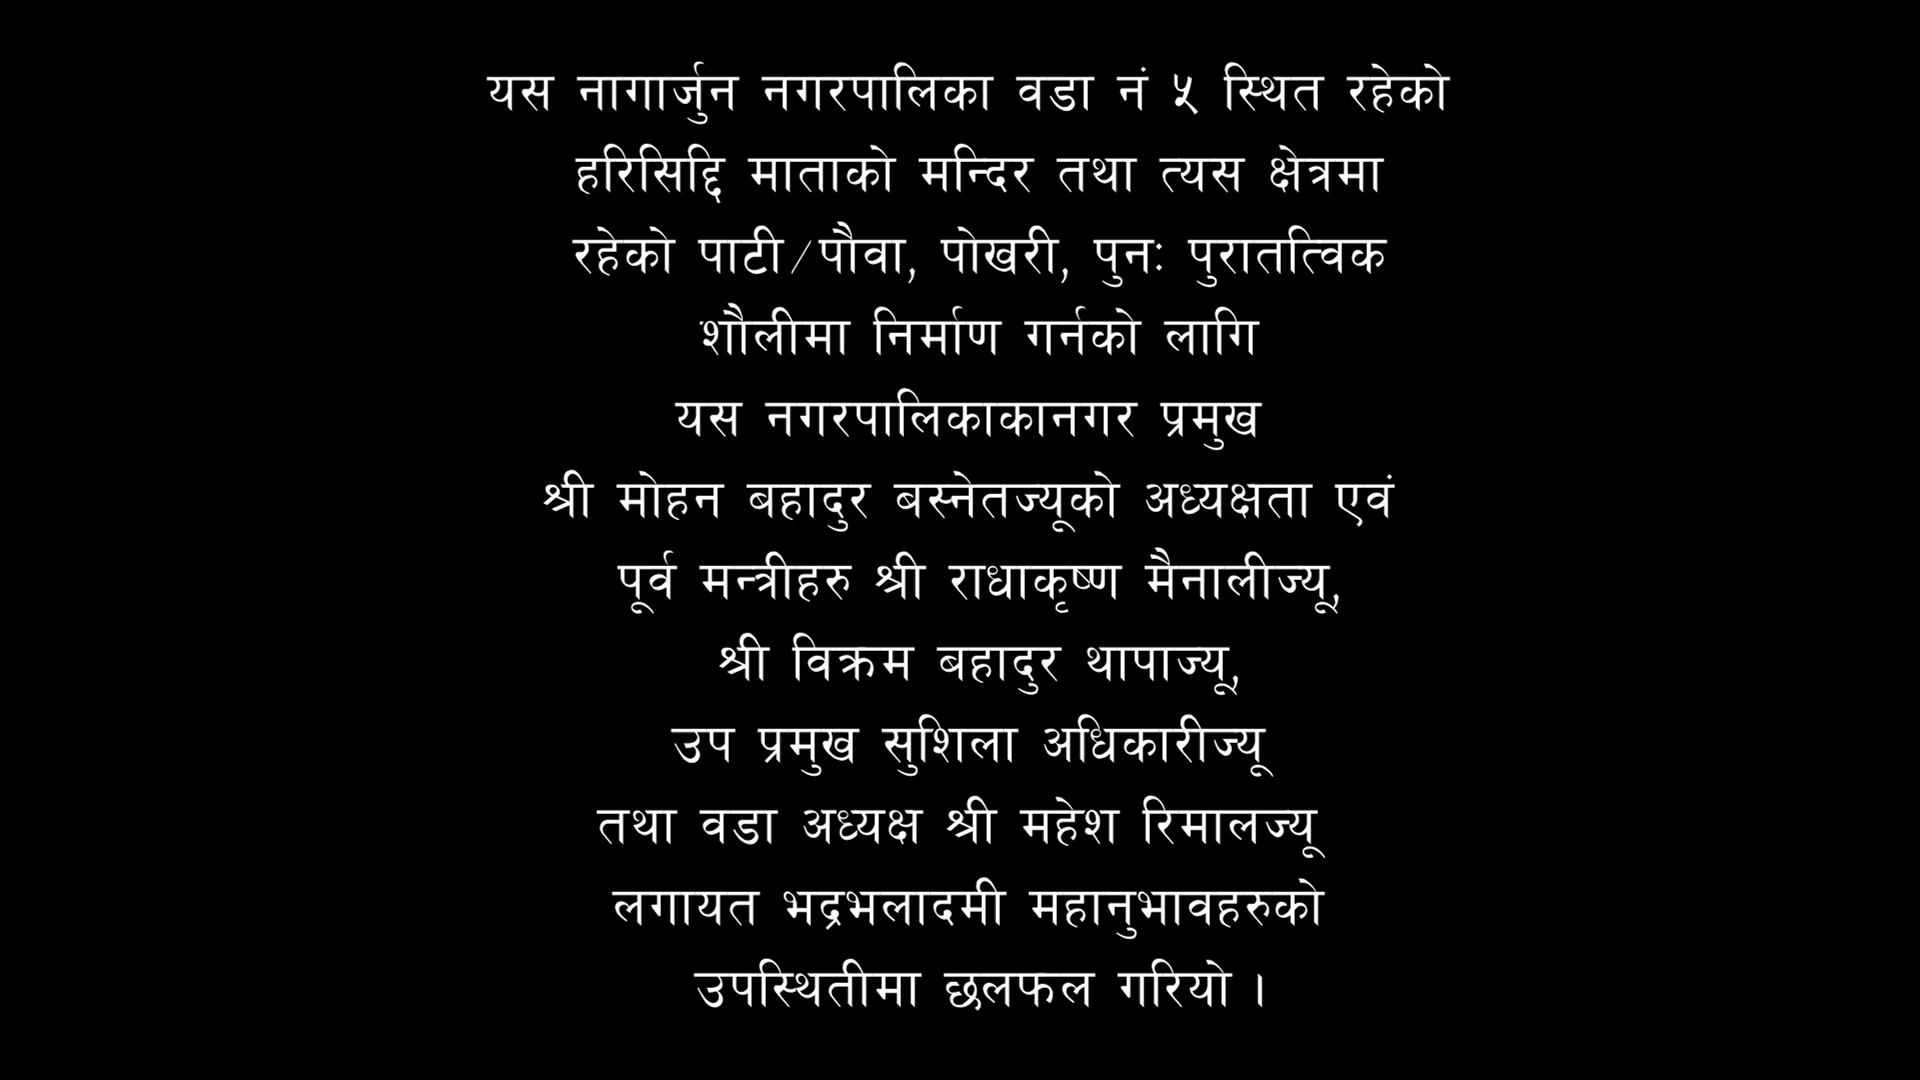 यस नागार्जुन नगरपालिका वडा नं ५ स्थित रहेको
हरिसिद्दि माताको मन्दिर तथा त्यस क्षेत्रमा
रहेको पाटी/पौवा, पोखरी, पुनः पुरातत्विक
शौलीमा निर्माण गर्नको लागि
यस नगरपालिकाकानगर प्रमुख
श्री मोहन बहादुर बस्नेतज्यूको अध्यक्षता एवं
पूर्व मन्त्रीहरु श्री राधाकृष्ण मैनालीज्यू,
श्री विक्रम बहादुर थापाज्यू,
उप प्रमुख सुशिला अधिकारीज्यू
तथा वडा अध्यक्ष श्री महेश रिमालज्यू
लगायत भद्रभलादमी महानुभावहरुको
उपस्थितीमा छलफल गरियो ।